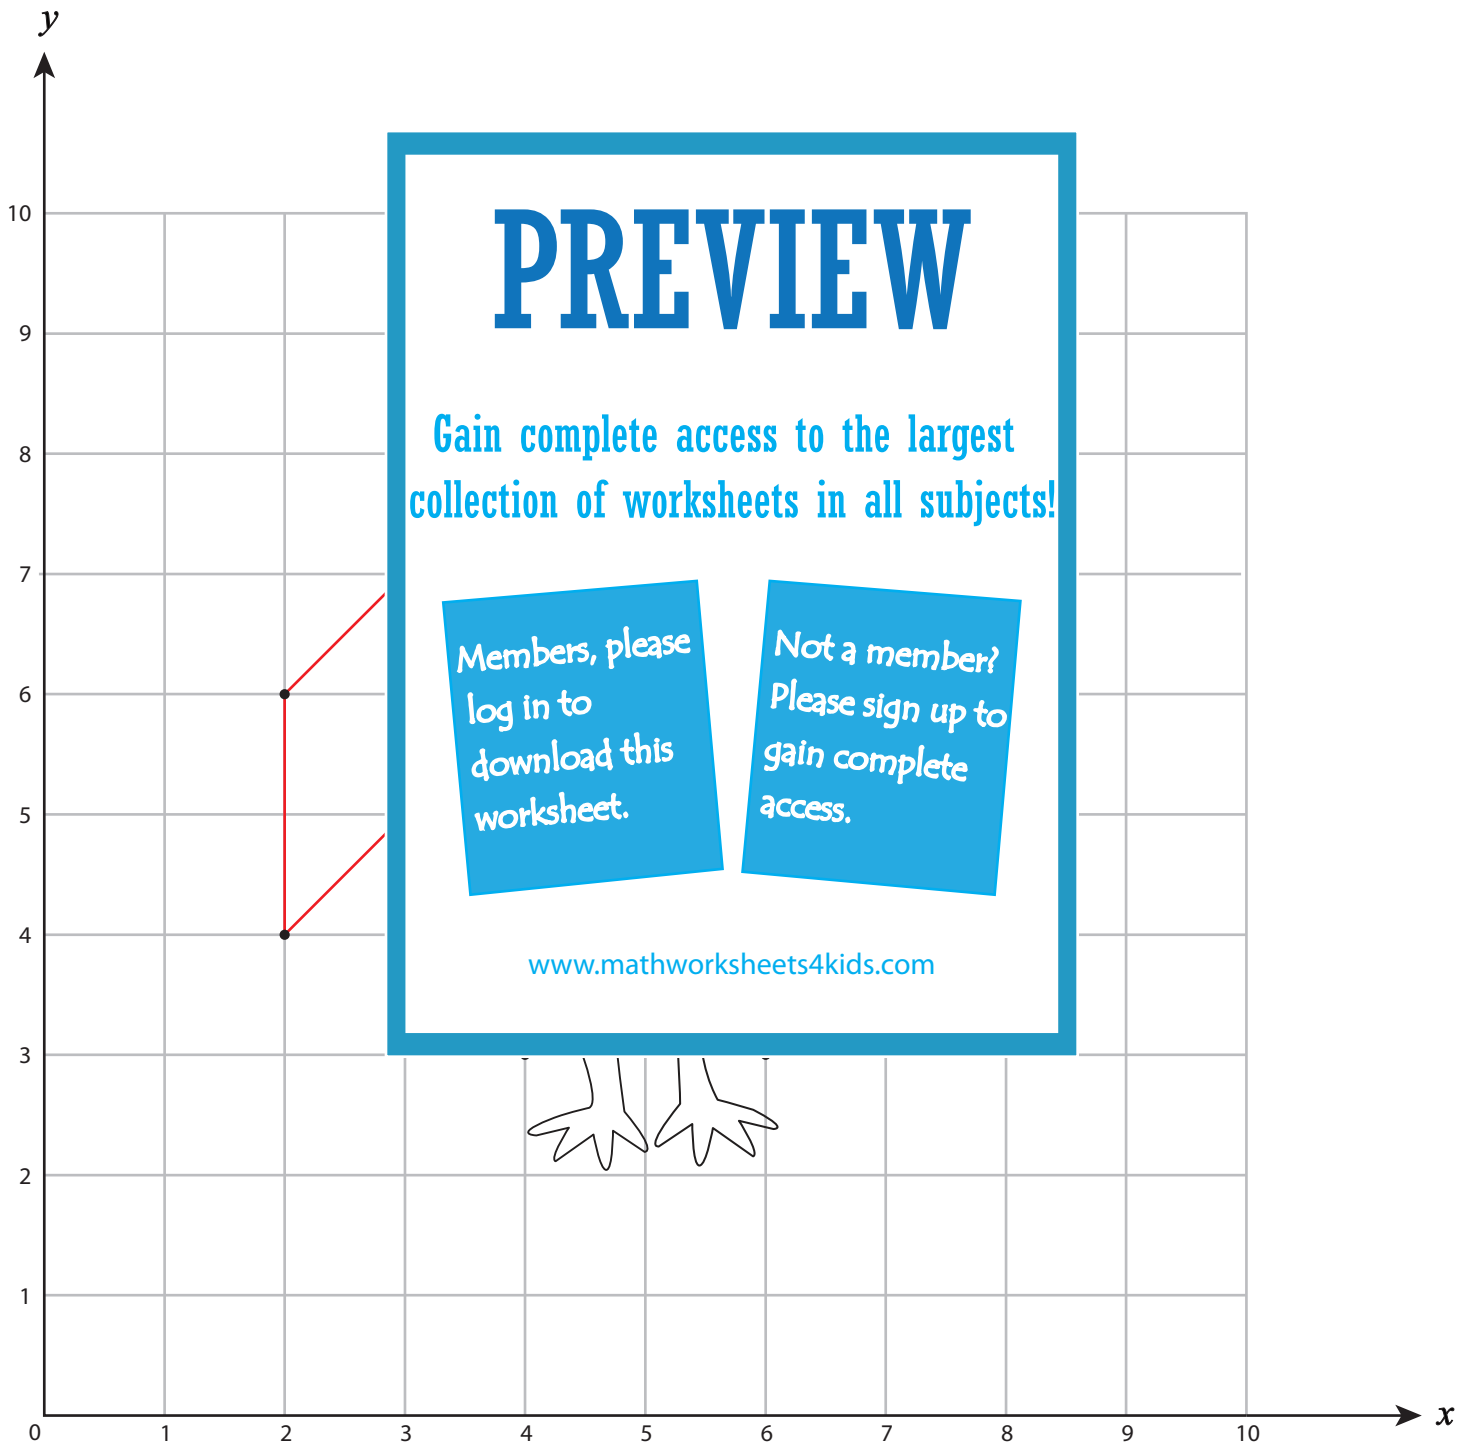 y
10
9
8
7
6
5
4
3
2
1
PREVIEW
Gain complete access to the largest
collection of worksheets in all subjects!
Members, please
log in to
download this
worksheet.
Not a member?
Please sign up to
gain complete
access.
www.mathworksheets4kids.com
0 1 2 3 4 5 6 7 8 9 10 x